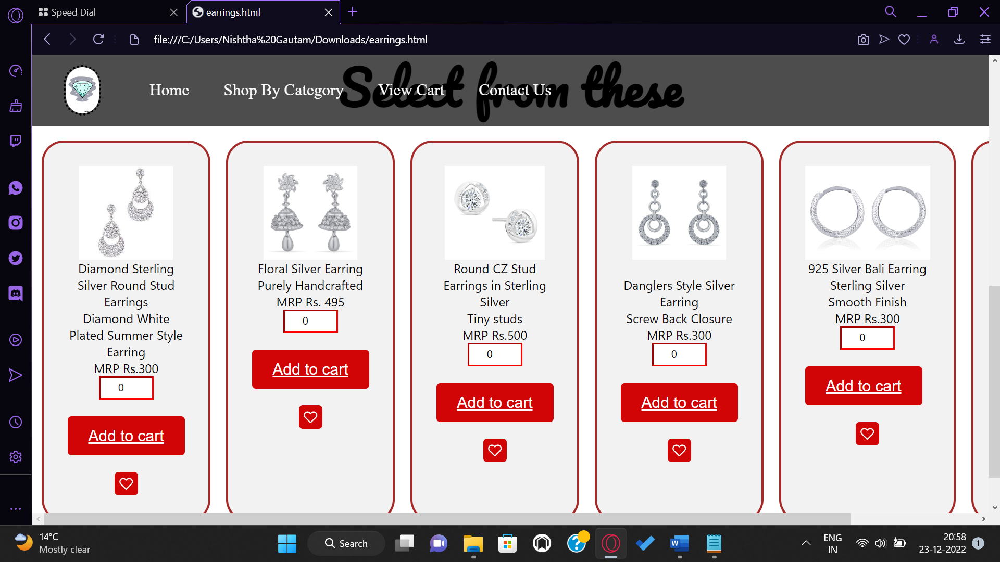 Speed Dial
earrings.html
file:///C:/Users/Nishtha%20Gautam/Downloads/earrings.html
Select from these
Home
Shop By Category
View Cart
Contact Us
Diamond Sterling
Silver Round Stud
Earrings
Diamond White
Plated Summer Style
Earring
MRP Rs.300
0
Add to cart
Floral Silver Earring
Purely Handcrafted
MRP Rs. 495
0
Add to cart
Round CZ Stud
Earrings in Sterling
Silver
Tiny studs
MRP Rs.500
0
Add to cart
Danglers Style Silver
Earring
Screw Back Closure
MRP Rs.300
0
Add to cart
925 Silver Bali Earring
Sterling Silver
Smooth Finish
MRP Rs.300
0
Add to cart
14°C
Mostly clear
Search
W
ENG
IN
20:58
23-12-2022
1